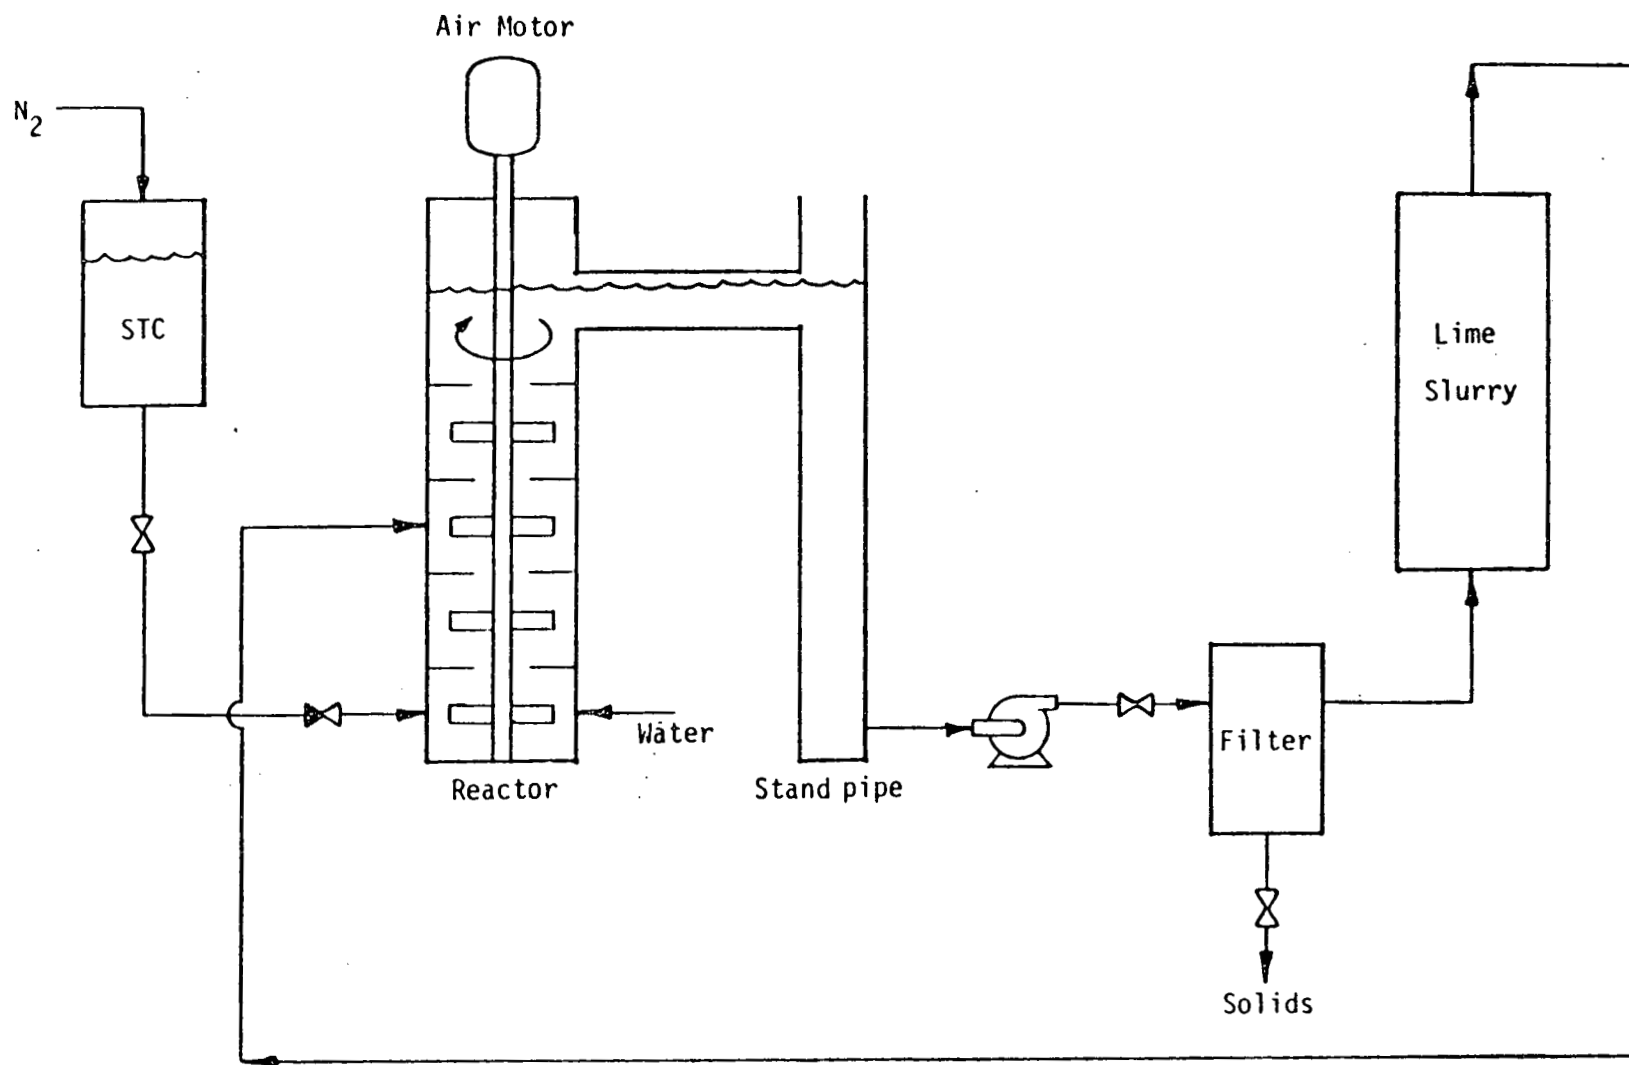 Air Motor
N2
STC
Lime
Slurry
Water
Filter
Reactor
Stand pipe
Solids